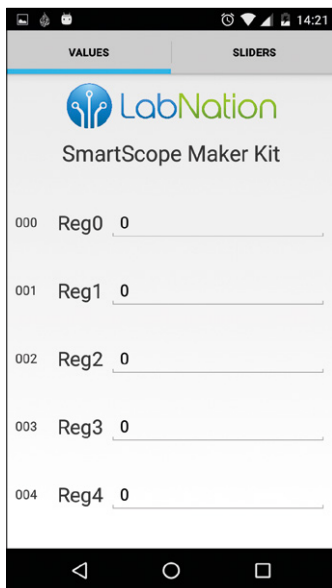 14:21
VALUES SLIDERS
LabNation
SmartScope Maker Kit
000 Reg0 0
001 Reg1 0
002 Reg2 0
003 Reg3 0
004 Reg4 0